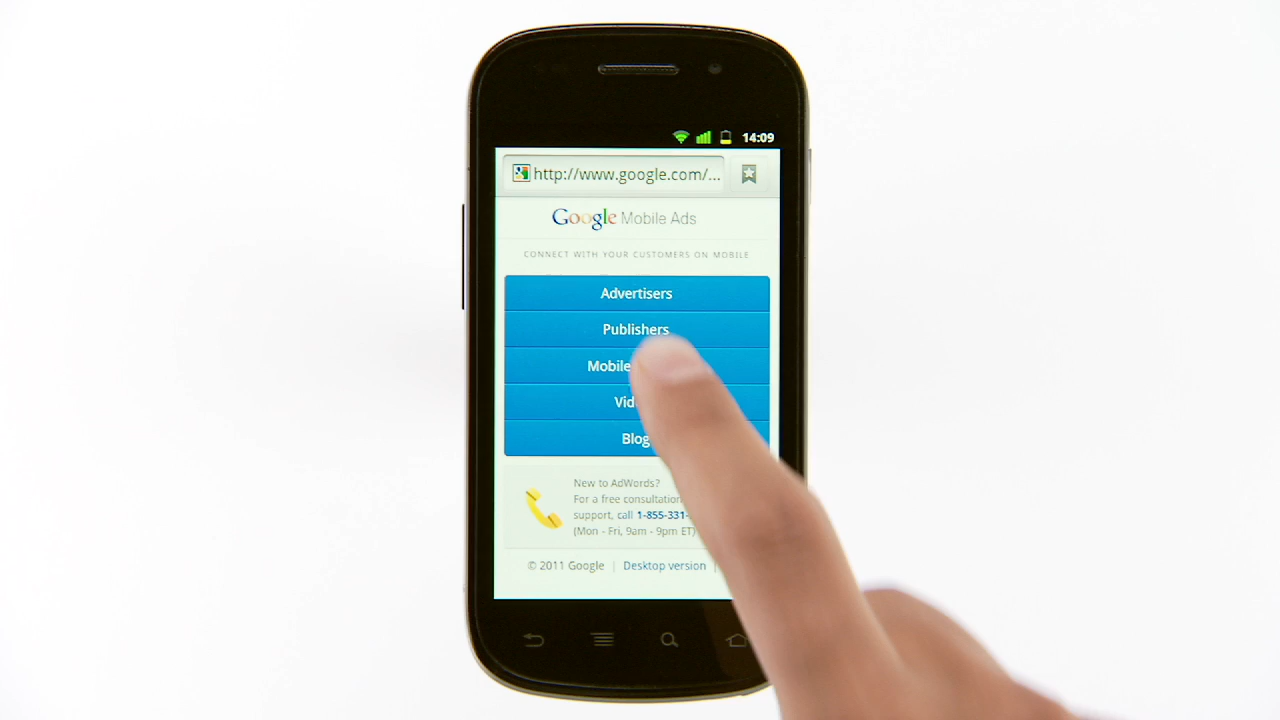 14:09
http://www.google.com/...
Google Mobile Ads
CONNECT WITH YOUR CUSTOMERS ON MOBILE
Advertisers
Publishers
Mobile
Blog
New to AdWords?
For a free consultation
support, call 1-855-331-
(Mon - Fri, 9am - 9pm ET)
© 2011 Google | Desktop version |